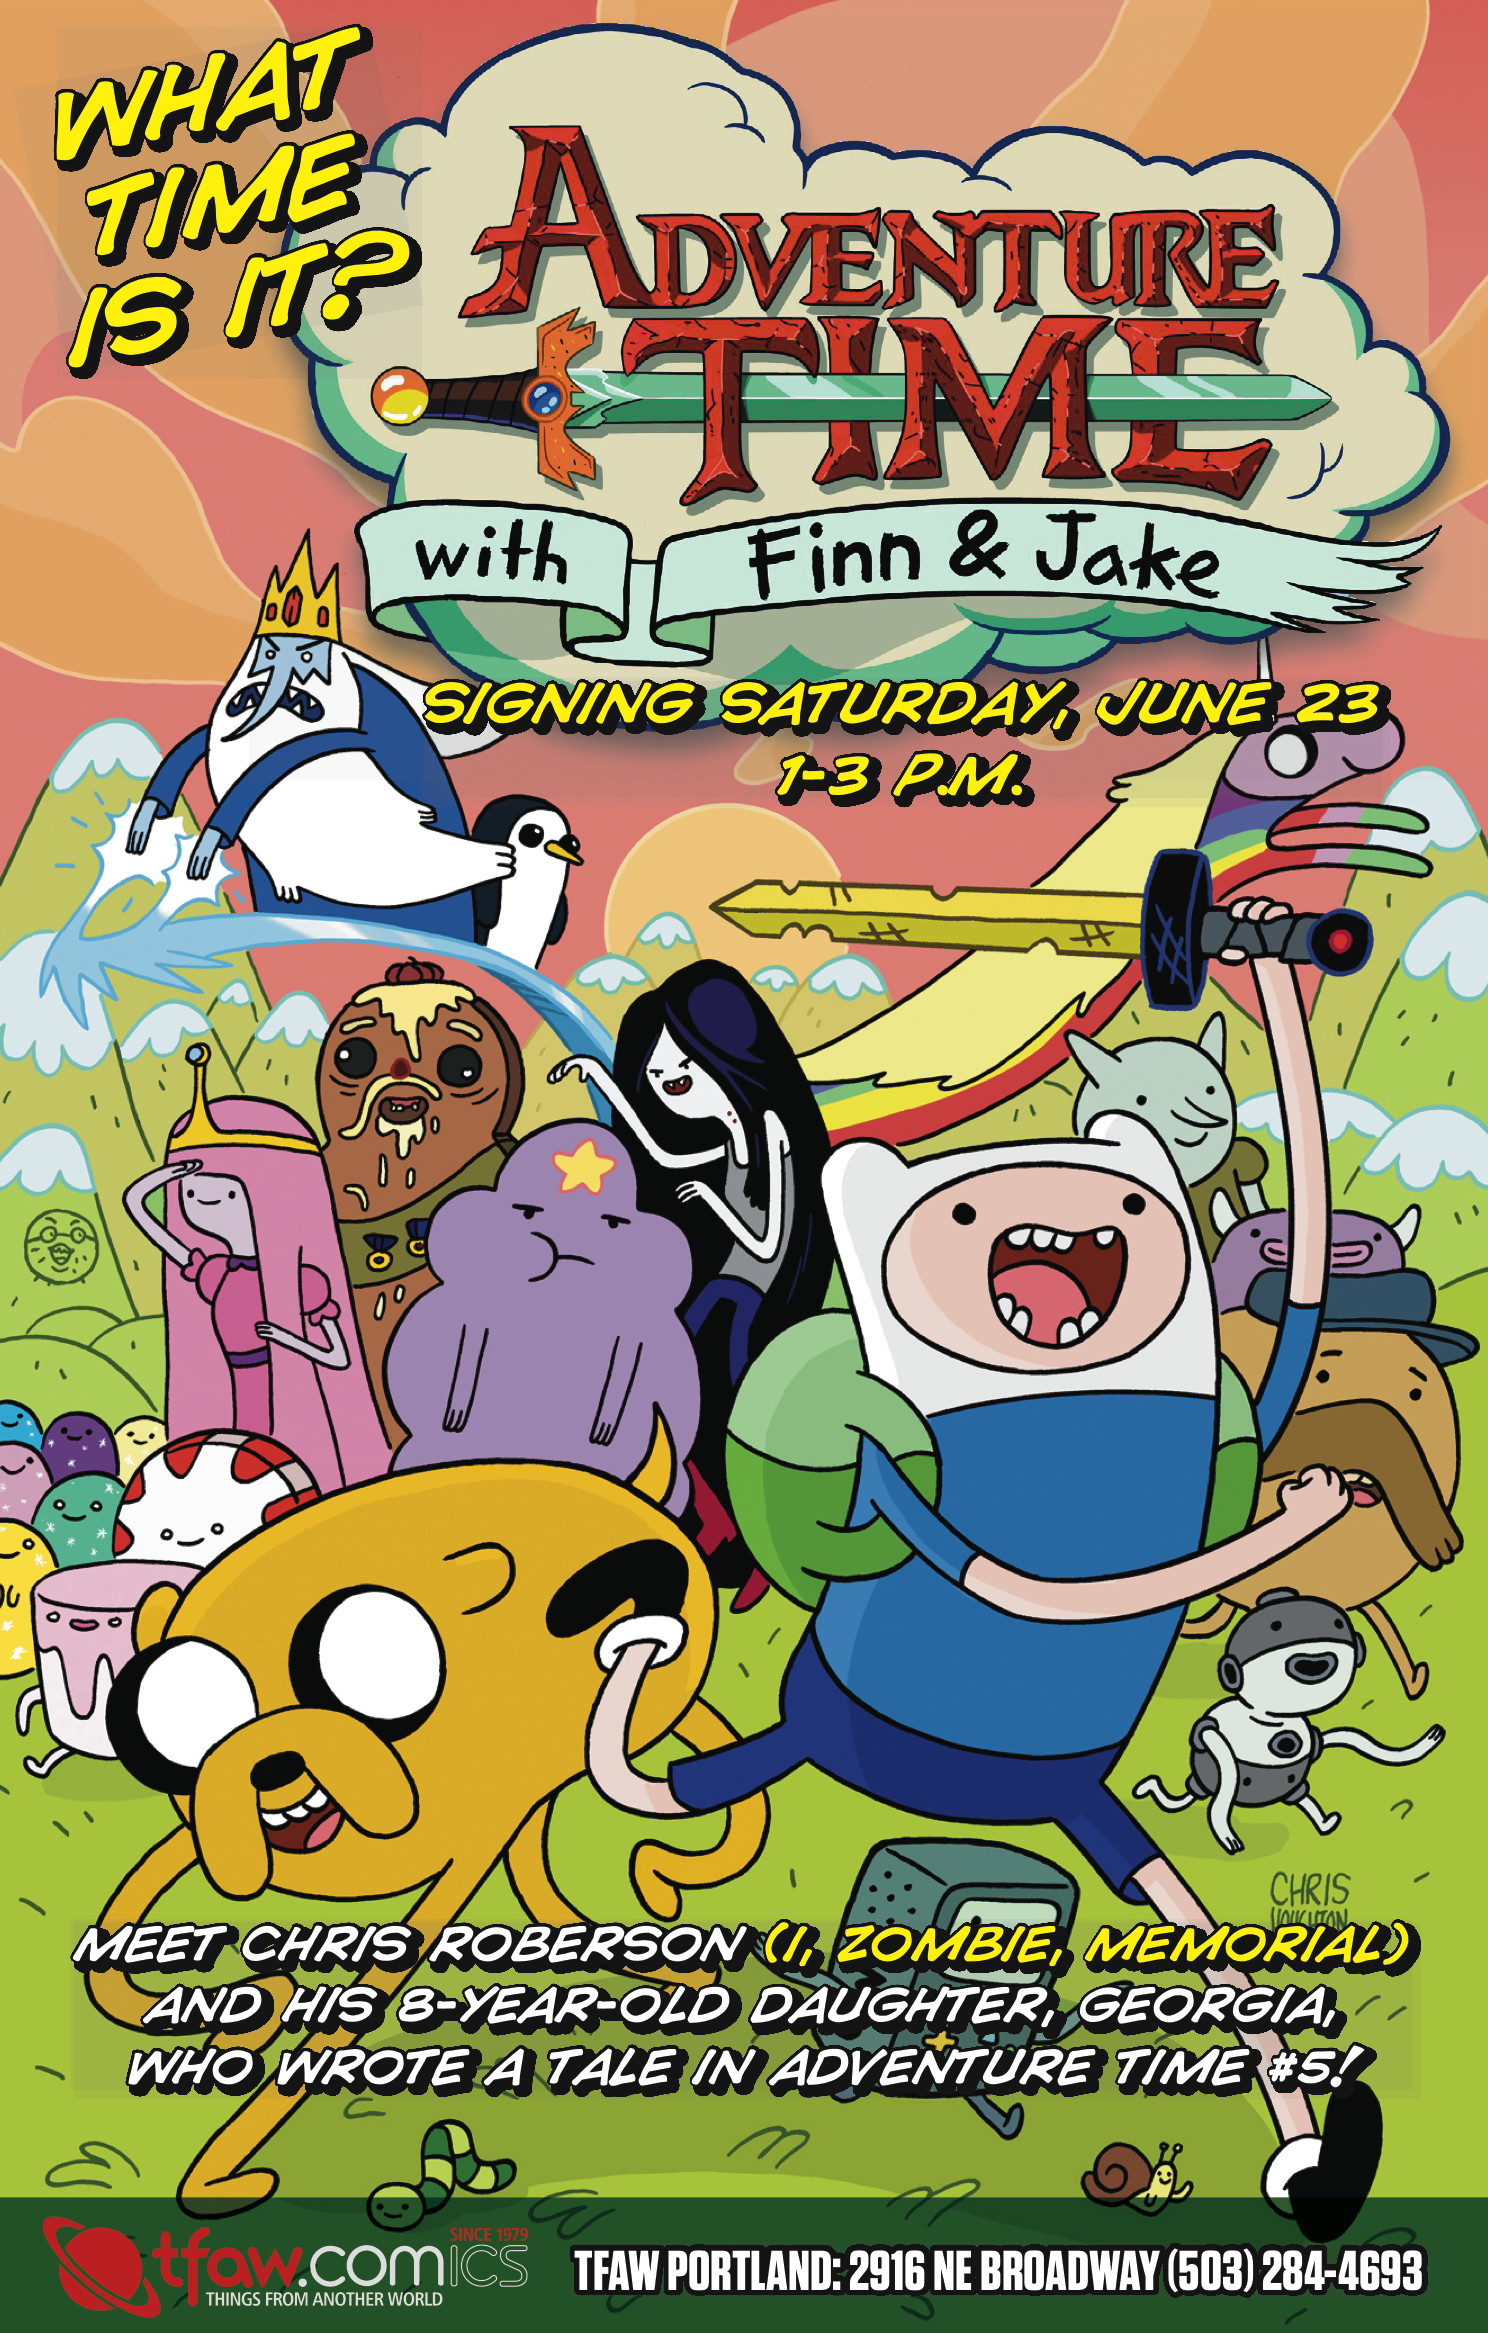 WHAT
TIME
IS IT?
ADVENTURE
TIME
with Finn & Jake
SIGNING SATURDAY, JUNE 23
1-3 P.M.
CHRIS
HOUGHTON
MEET CHRIS ROBERSON (I, ZOMBIE, MEMORIAL)
AND HIS 8-YEAR-OLD DAUGHTER, GEORGIA,
WHO WROTE A TALE IN ADVENTURE TIME #5!
SINCE 1979
tfaw.comics
THINGS FROM ANOTHER WORLD
TFAW PORTLAND: 2916 NE BROADWAY (503) 284-4693